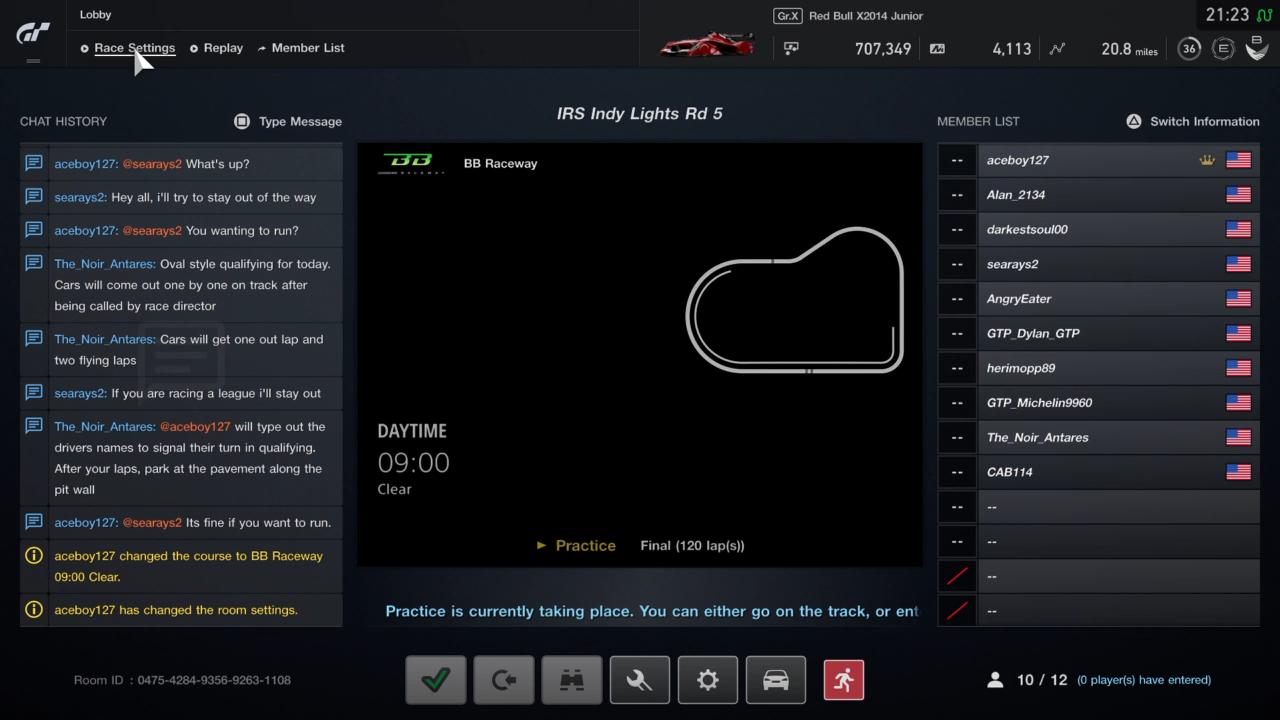 Lobby
Race Settings Replay Member List
Gr.X Red Bull X2014 Junior
21:23
707,349 4,113 20.8 miles 36 E B
CHAT HISTORY
Type Message
aceboy127: @searays2 What's up?
searays2: Hey all, i'll try to stay out of the way
aceboy127: @searays2 You wanting to run?
The_Noir_Antares: Oval style qualifying for today.
Cars will come out one by one on track after
being called by race director
The_Noir_Antares: Cars will get one out lap and
two flying laps
searays2: If you are racing a league i'll stay out
The_Noir_Antares: @aceboy127 will type out the
drivers names to signal their turn in qualifying.
After your laps, park at the pavement along the
pit wall
aceboy127: @searays2 Its fine if you want to run.
aceboy127 changed the course to BB Raceway
09:00 Clear.
aceboy127 has changed the room settings.
Room ID : 0475-4284-9356-9263-1108
IRS Indy Lights Rd 5
BB
RACEWAY
BB Raceway
DAYTIME
09:00
Clear
Practice Final (120 lap(s))
Practice is currently taking place. You can either go on the track, or ent
MEMBER LIST
Switch Information
-- aceboy127
-- Alan_2134
-- darkestsoul00
-- searays2
-- AngryEater
-- GTP_Dylan_GTP
-- herimopp89
-- GTP_Michelin9960
-- The_Noir_Antares
-- CAB114
-- --
-- --
--
--
10 / 12 (0 player(s) have entered)